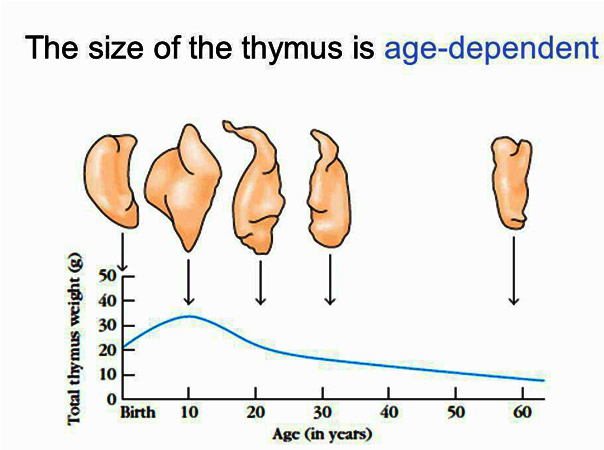 The size of the thymus is age-dependent
Total thymus weight (g)
50
40
30
20
10
0
Birth 10 20 30 40 50 60
Age (in years)